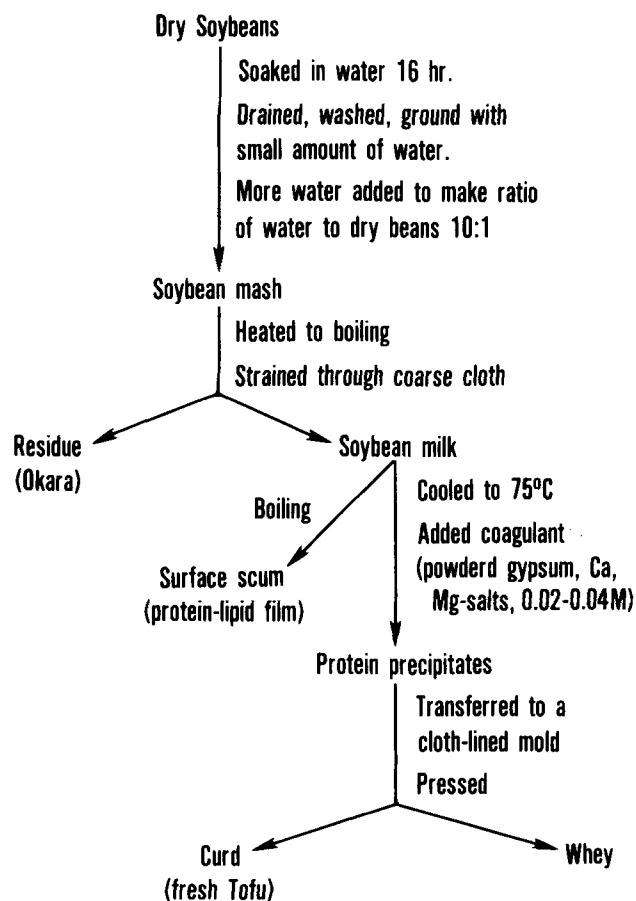 Dry Soybeans
Soaked in water 16 hr.
Drained, washed, ground with
small amount of water.
More water added to make ratio
of water to dry beans 10:1
Soybean mash
Heated to boiling
Strained through coarse cloth
Residue
(Okara)
Soybean milk
Boiling
Cooled to 75ºC
Added coagulant
(powderd gypsum, Ca,
Mg-salts, 0.02-0.04M)
Surface scum
(protein-lipid film)
Protein precipitates
Transferred to a
cloth-lined mold
Pressed
Curd
(fresh Tofu)
Whey